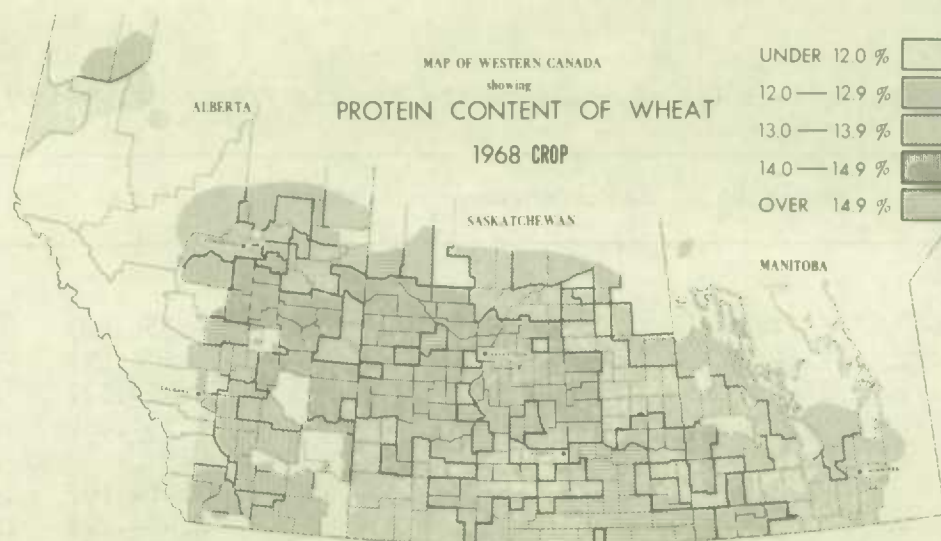 MAP OF WESTERN CANADA
showing
PROTEIN CONTENT OF WHEAT
1968 CROP
UNDER 12.0 %
12.0 — 12.9 %
13.0 — 13.9 %
14.0 — 14.9 %
OVER 14.9 %
ALBERTA
SASKATCHEWAN
MANITOBA